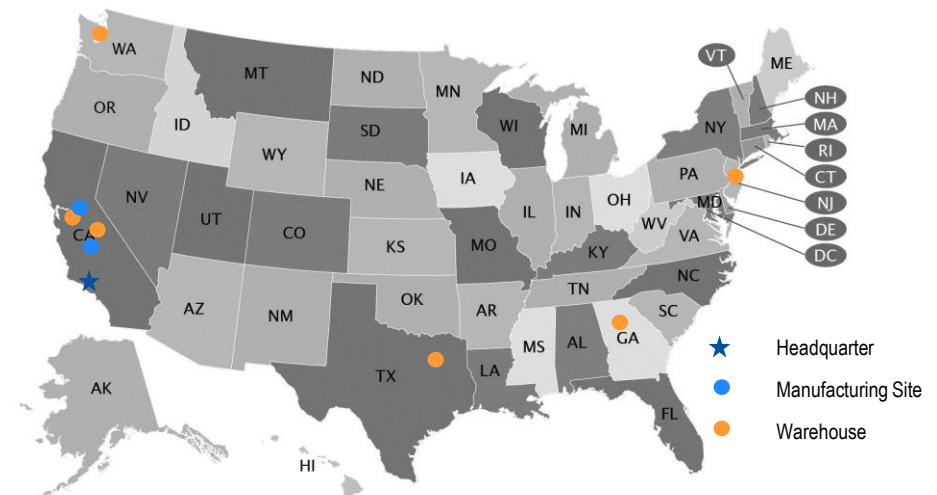 WA
MT
ND
MN
VT
ME
OR
ID
SD
WI
MI
NY
NH
MA
WY
RI
NV
IA
NE
PA
CT
UT
CO
IL
IN
OH
NJ
CA
KS
MO
WV
MD
DE
KY
VA
DC
AZ
NM
OK
AR
TN
NC
SC
TX
LA
MS
AL
GA
AK
FL
HI
Headquarter
Manufacturing Site
Warehouse